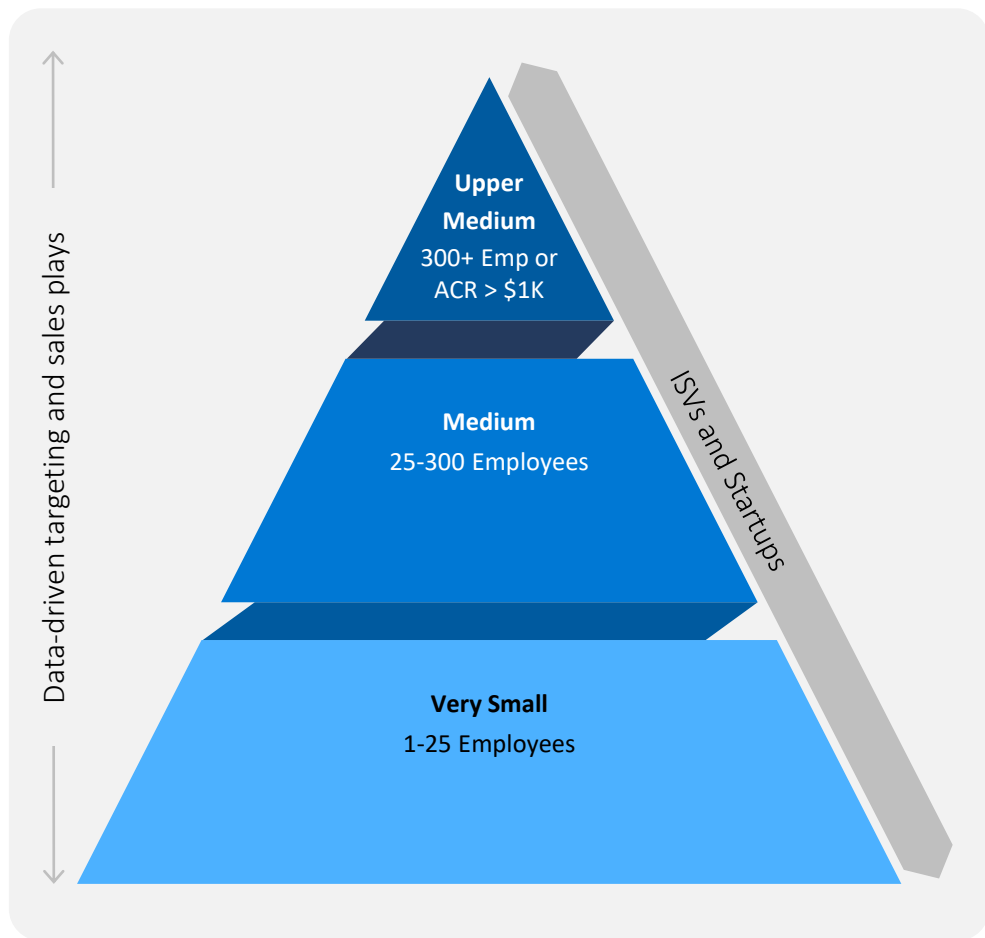 Data-driven targeting and sales plays
Upper
Medium
300+ Emp or
ACR > $1K
Medium
25-300 Employees
Very Small
1-25 Employees
ISVs and Startups